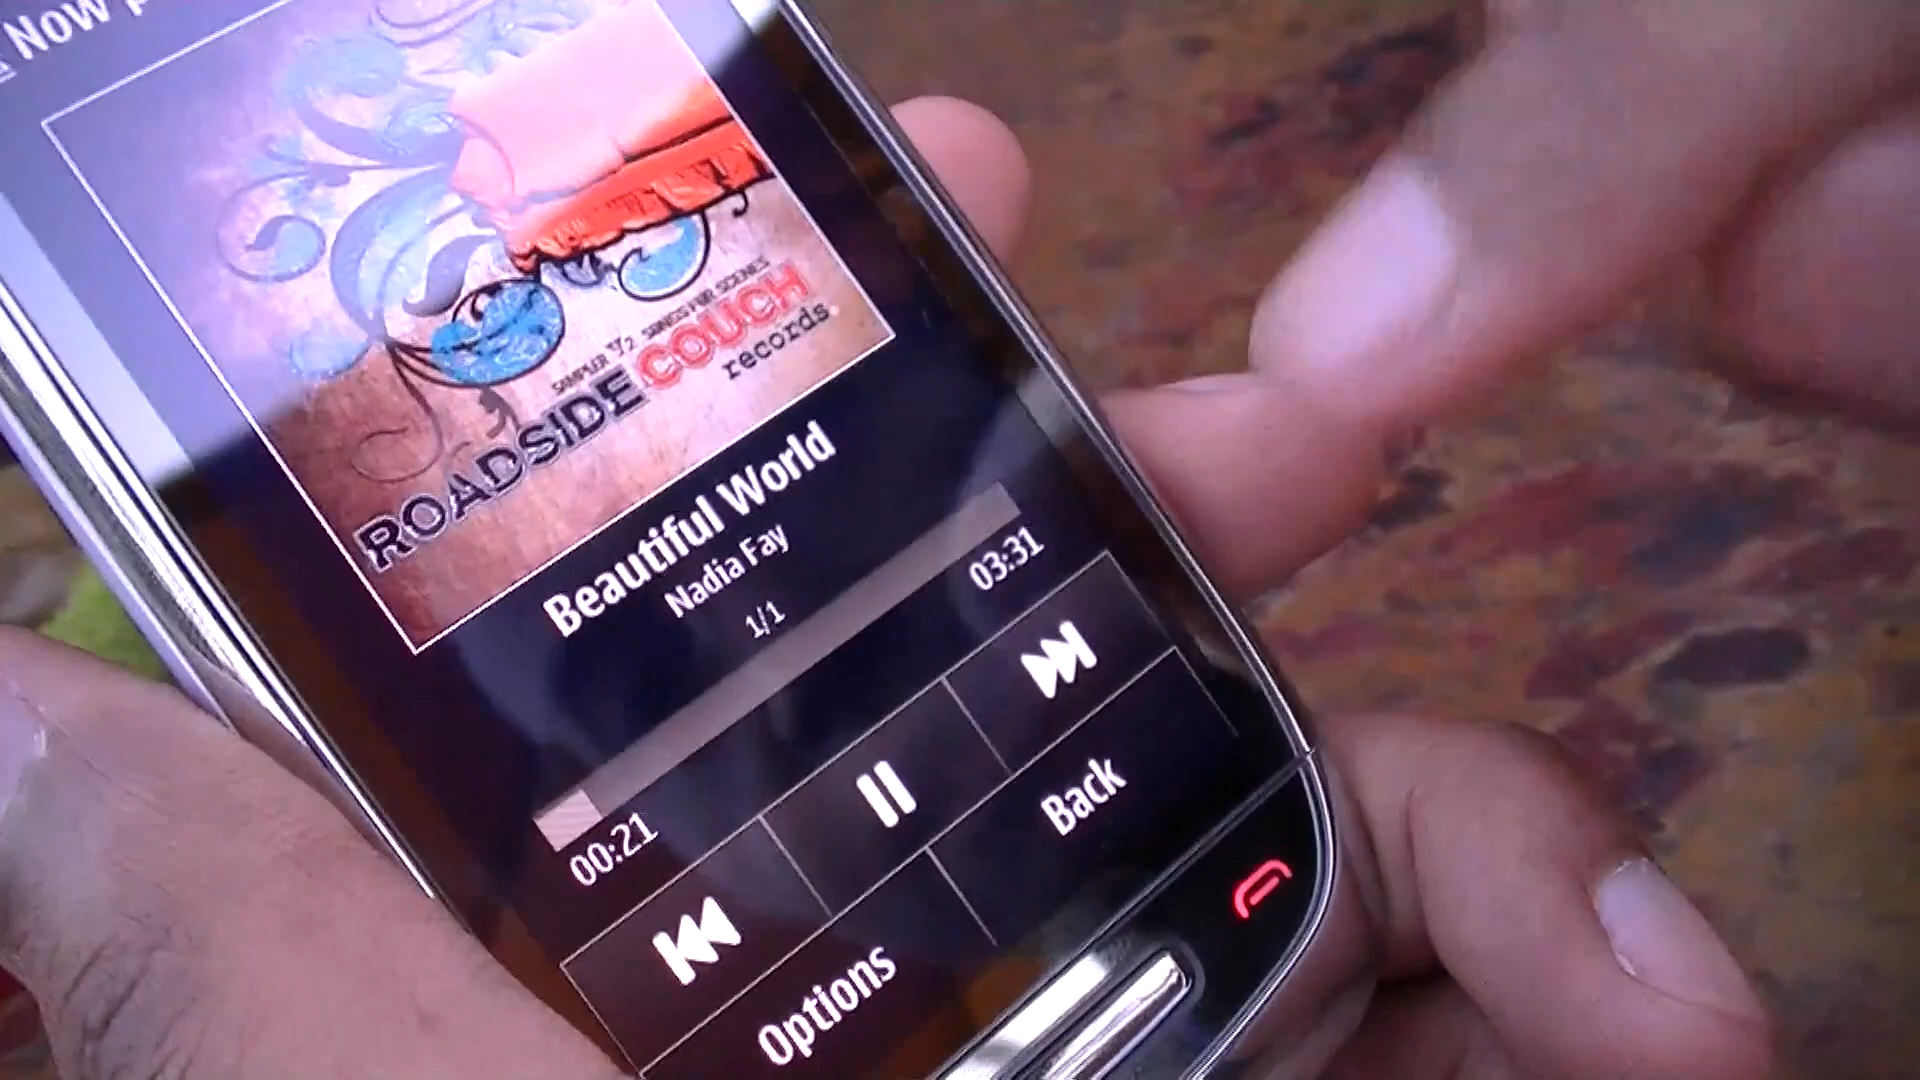 Now
SAMPLER 1/2 SONGS FOR SCENES
ROADSIDE COUCH
records
Beautiful World
Nadia Fay
1/1
03:31
00:21
Back
Options